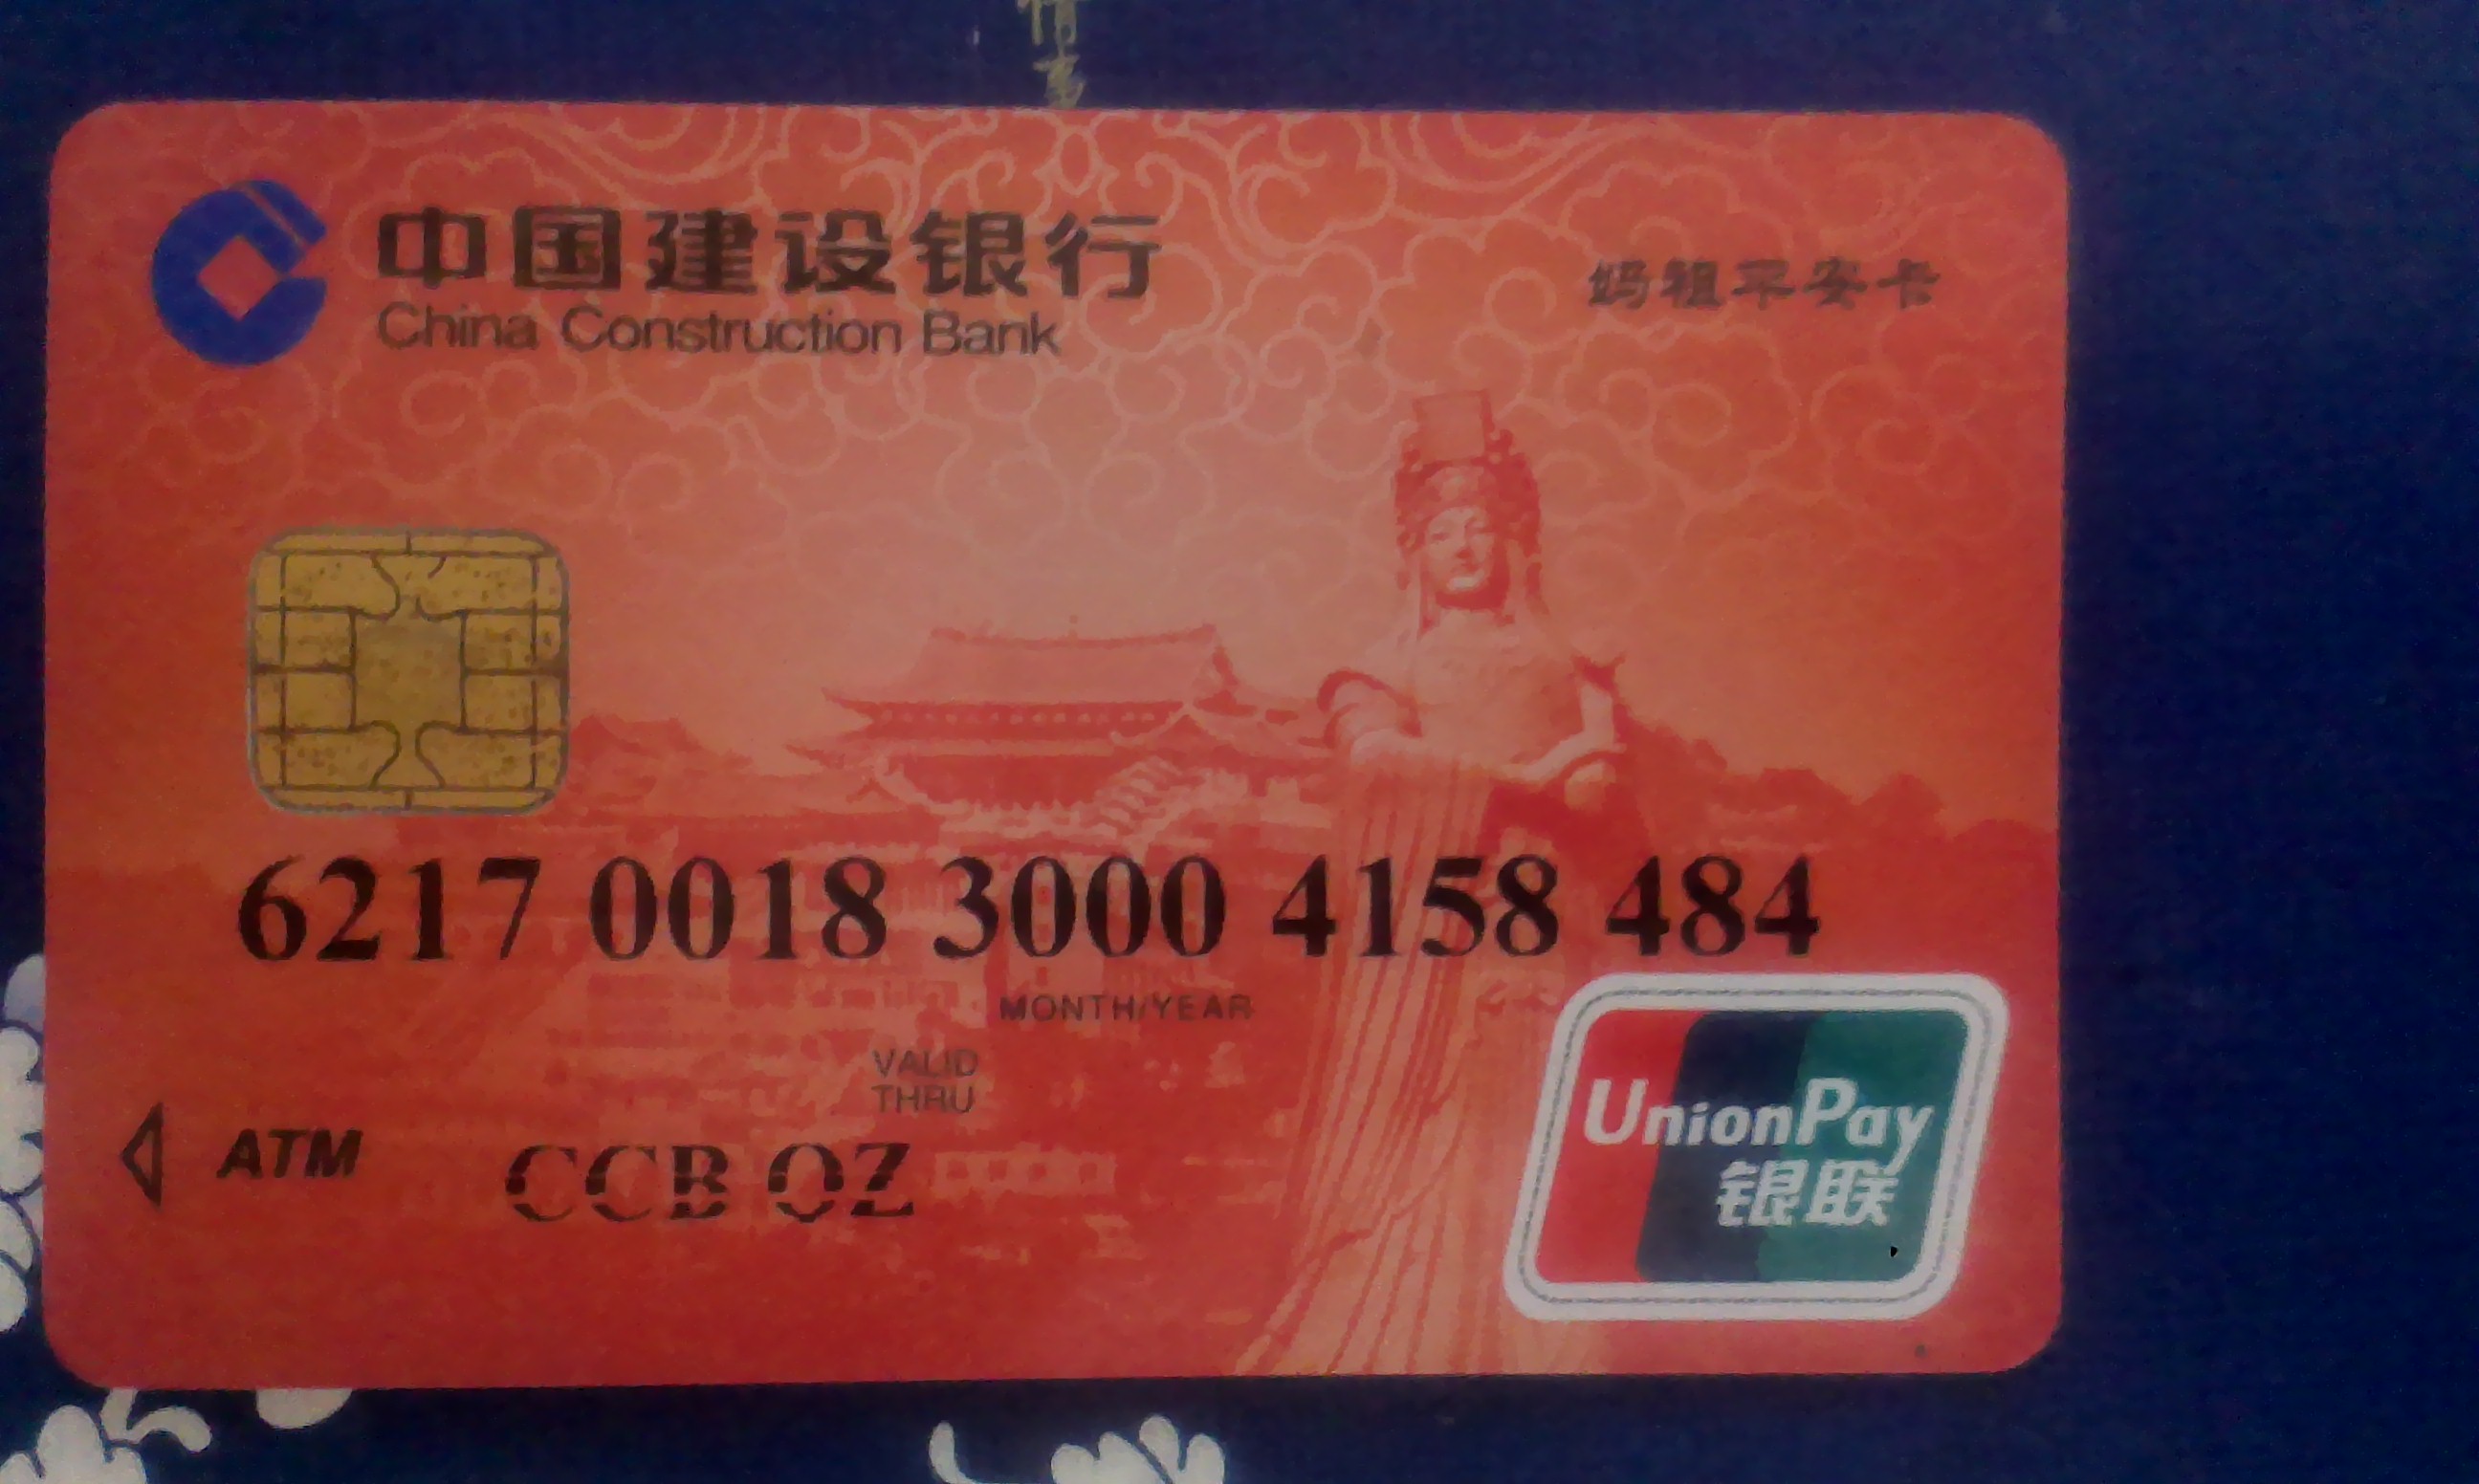 情
中国建设银行
China Construction Bank
妈祖平安卡
6217 0018 3000 4158 484
MONTH/YEAR
VALID
THRU
ATM
CCB QZ
UnionPay
银联